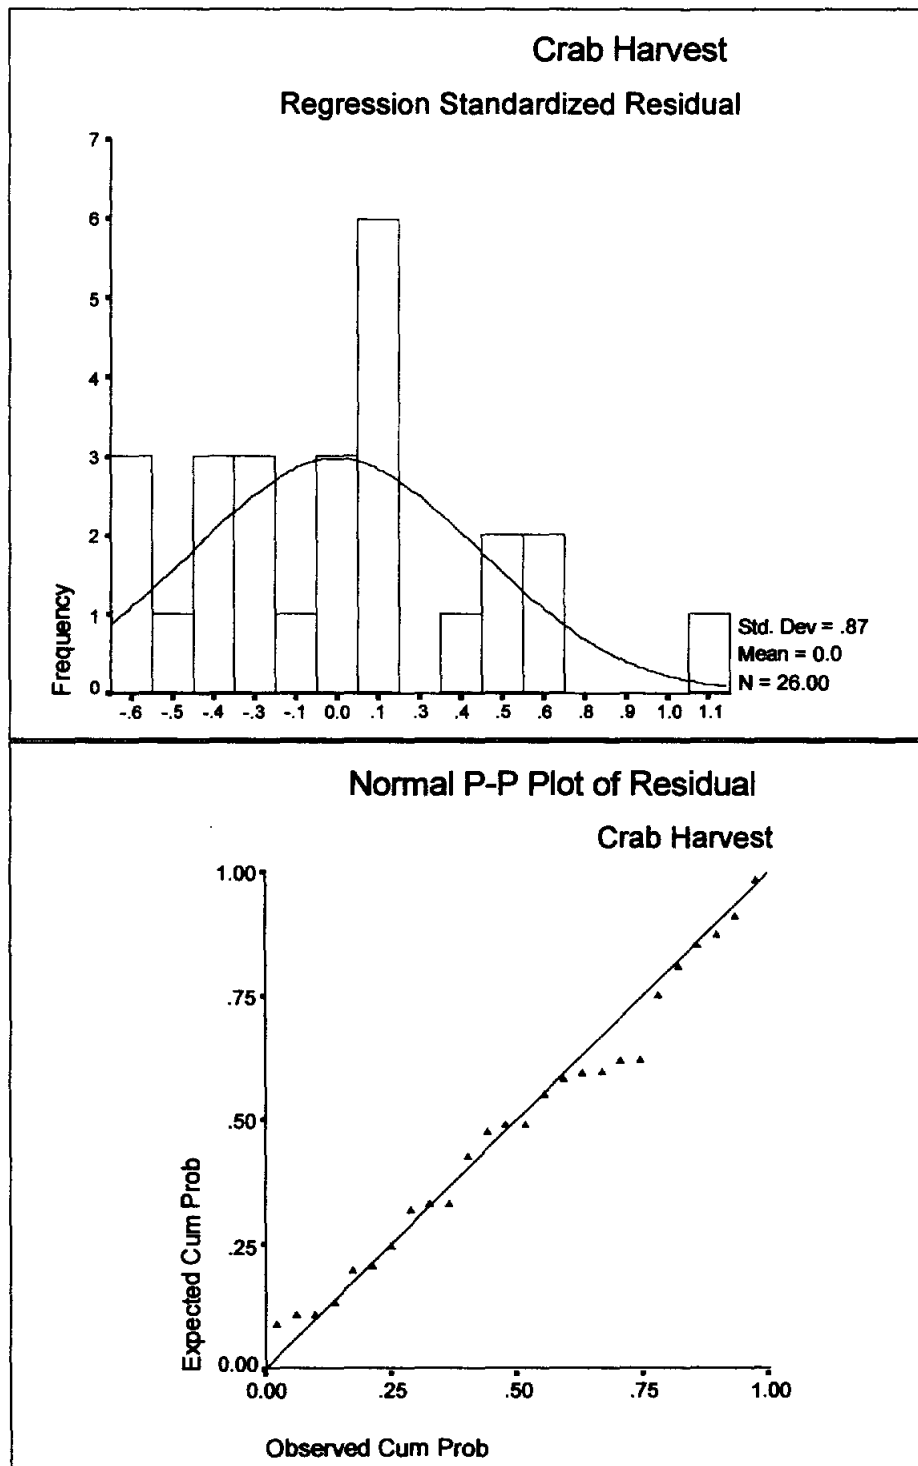 Crab Harvest
Regression Standardized Residual
7
6
5
4
3
2
1
0
Frequency
-.6 -.5 -.4 -.3 -.1 0.0 .1 .3 .4 .5 .6 .8 .9 1.0 1.1
Std. Dev = .87
Mean = 0.0
N = 26.00
Normal P-P Plot of Residual
Crab Harvest
1.00
.75
.50
.25
0.00
Expected Cum Prob
0.00 .25 .50 .75 1.00
Observed Cum Prob